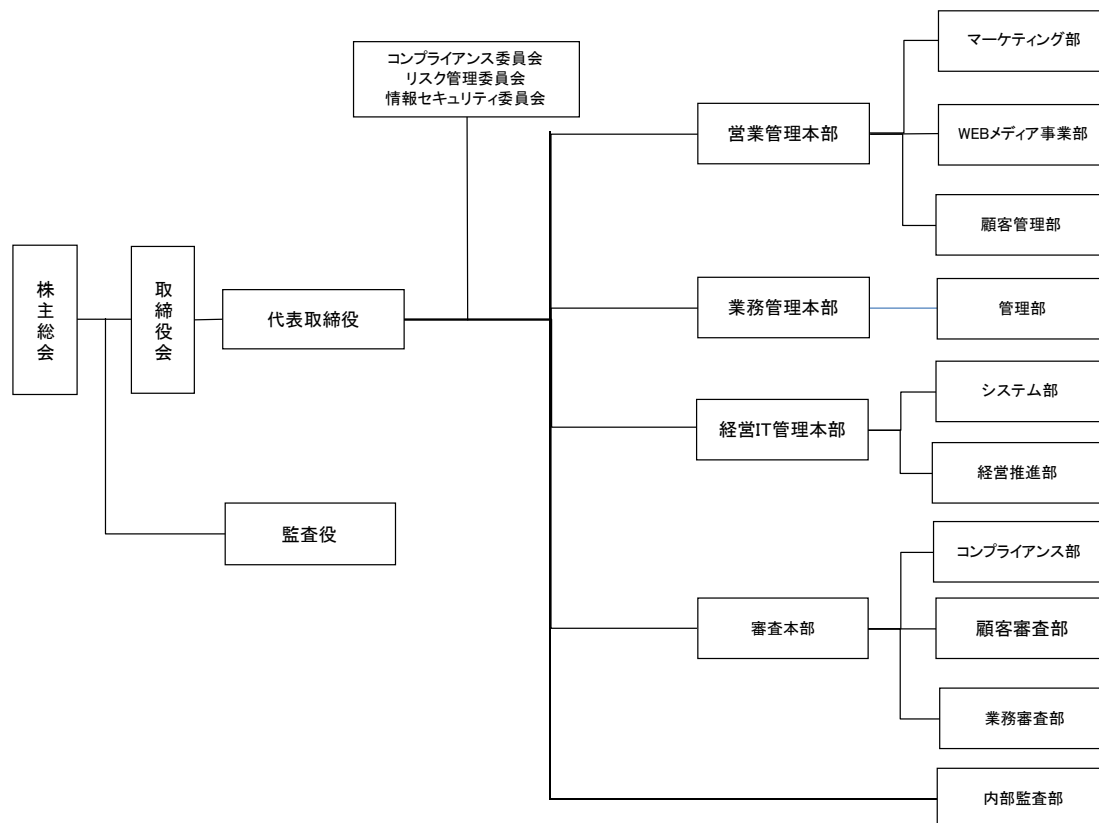 コンプライアンス委員会
リスク管理委員会
情報セキュリティ委員会
マーケティング部
営業管理本部
WEBメディア事業部
顧客管理部
株主総会
取締役会
代表取締役
業務管理本部
管理部
システム部
経営IT管理本部
経営推進部
監査役
コンプライアンス部
審査本部
顧客審査部
業務審査部
内部監査部